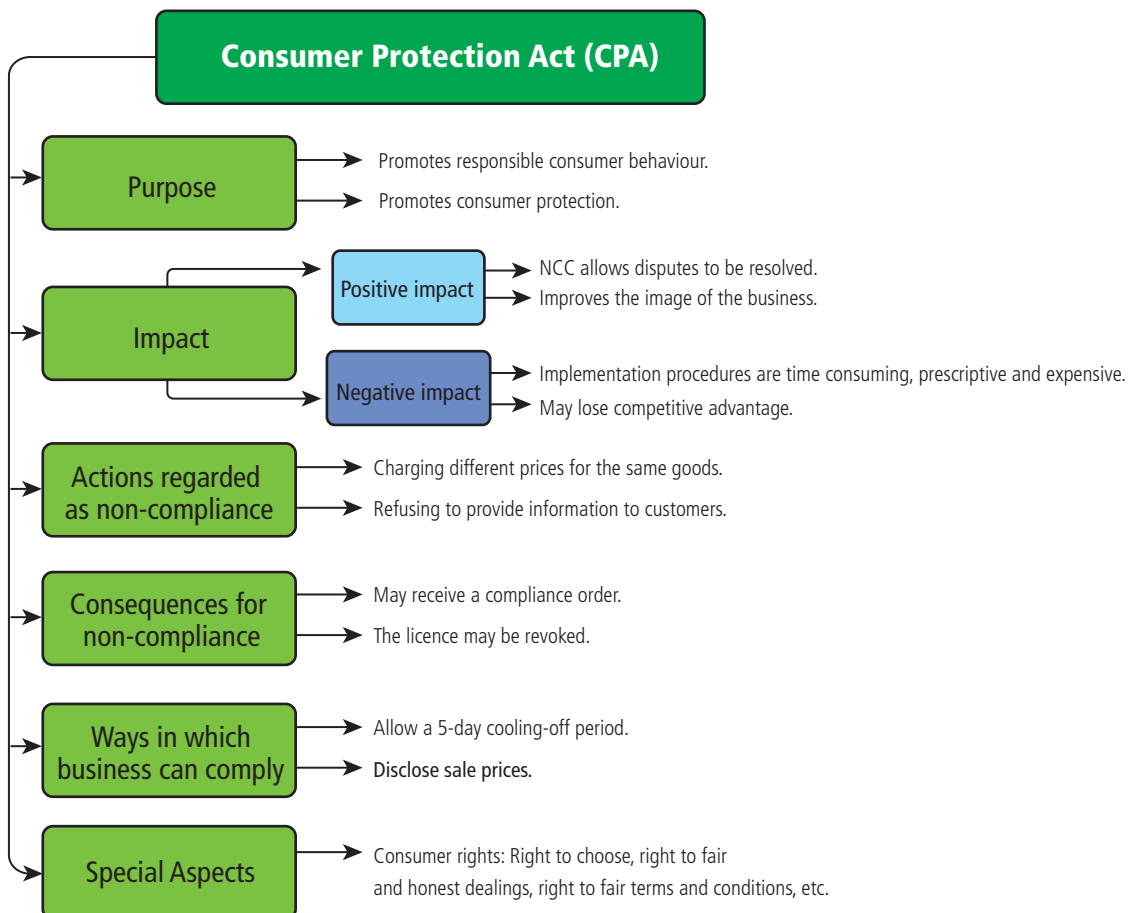 Consumer Protection Act (CPA)
Purpose
Promotes responsible consumer behaviour.
Promotes consumer protection.
Impact
Positive impact
NCC allows disputes to be resolved.
Improves the image of the business.
Negative impact
Implementation procedures are time consuming, prescriptive and expensive.
May lose competitive advantage.
Actions regarded
as non-compliance
Charging different prices for the same goods.
Refusing to provide information to customers.
Consequences for
non-compliance
May receive a compliance order.
The licence may be revoked.
Ways in which
business can comply
Allow a 5-day cooling-off period.
Disclose sale prices.
Special Aspects
Consumer rights: Right to choose, right to fair
and honest dealings, right to fair terms and conditions, etc.